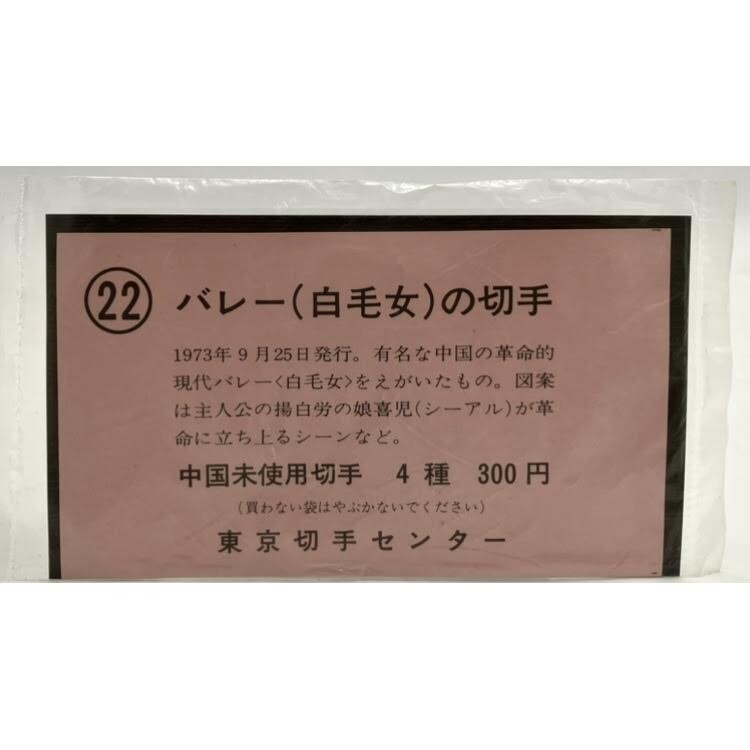 ㉒ バレー(白毛女)の切手
1973年9月25日発行。有名な中国の革命的
現代バレー<白毛女>をえがいたもの。図案
は主人公の揚白労の娘喜児(シーアル)が革
命に立ち上るシーンなど。
中国未使用切手 4種 300円
(買わない袋はやぶかないでください)
東京切手センター